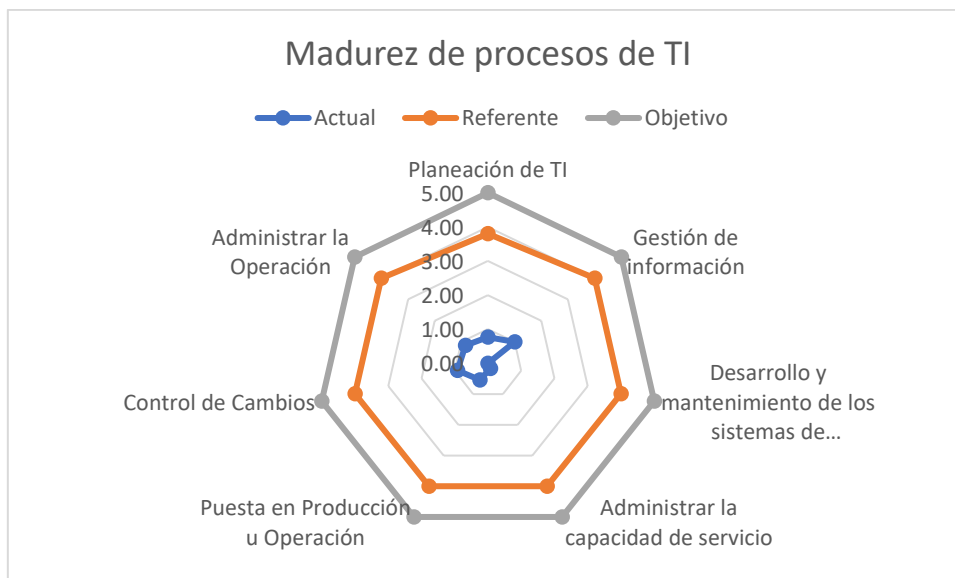 Madurez de procesos de TI
Actual Referente Objetivo
Planeación de TI
5.00
4.00
3.00
2.00
1.00
0.00
Gestión de
información
Desarrollo y
mantenimiento de los
sistemas de...
Administrar la
capacidad de servicio
Puesta en Producción
u Operación
Control de Cambios
Administrar la
Operación